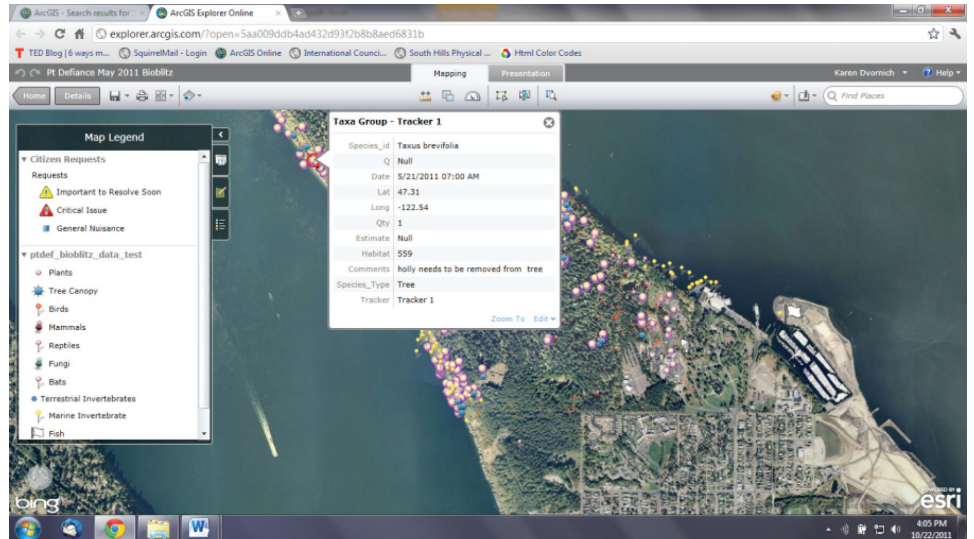 ArcGIS - Search results for ':
ArcGIS Explorer Online
explorer.arcgis.com/?open=5aa009ddb4ad432d93f2b8b8aed6831b
TED Blog | 6 ways m...
SquirrelMail - Login
ArcGIS Online
International Counci...
South Hills Physical ...
Html Color Codes
Pt Defiance May 2011 Bioblitz
Mapping
Presentation
Karen Dvornich
Help
Home
Details
Find Places
Map Legend
Citizen Requests
Requests
Important to Resolve Soon
Critical Issue
General Nuisance
ptdef_bioblitz_data_test
Plants
Tree Canopy
Birds
Mammals
Reptiles
Fungi
Bats
Terrestrial Invertebrates
Marine Invertebrate
Fish
Taxa Group - Tracker 1
Species_id Taxus brevifolia
Q Null
Date 5/21/2011 07:00 AM
Lat 47.31
Long -122.54
Qty 1
Estimate Null
Habitat 559
Comments holly needs to be removed from tree
Species_Type Tree
Tracker Tracker 1
Zoom To Edit
bing
POWERED BY
esri
4:05 PM
10/22/2011